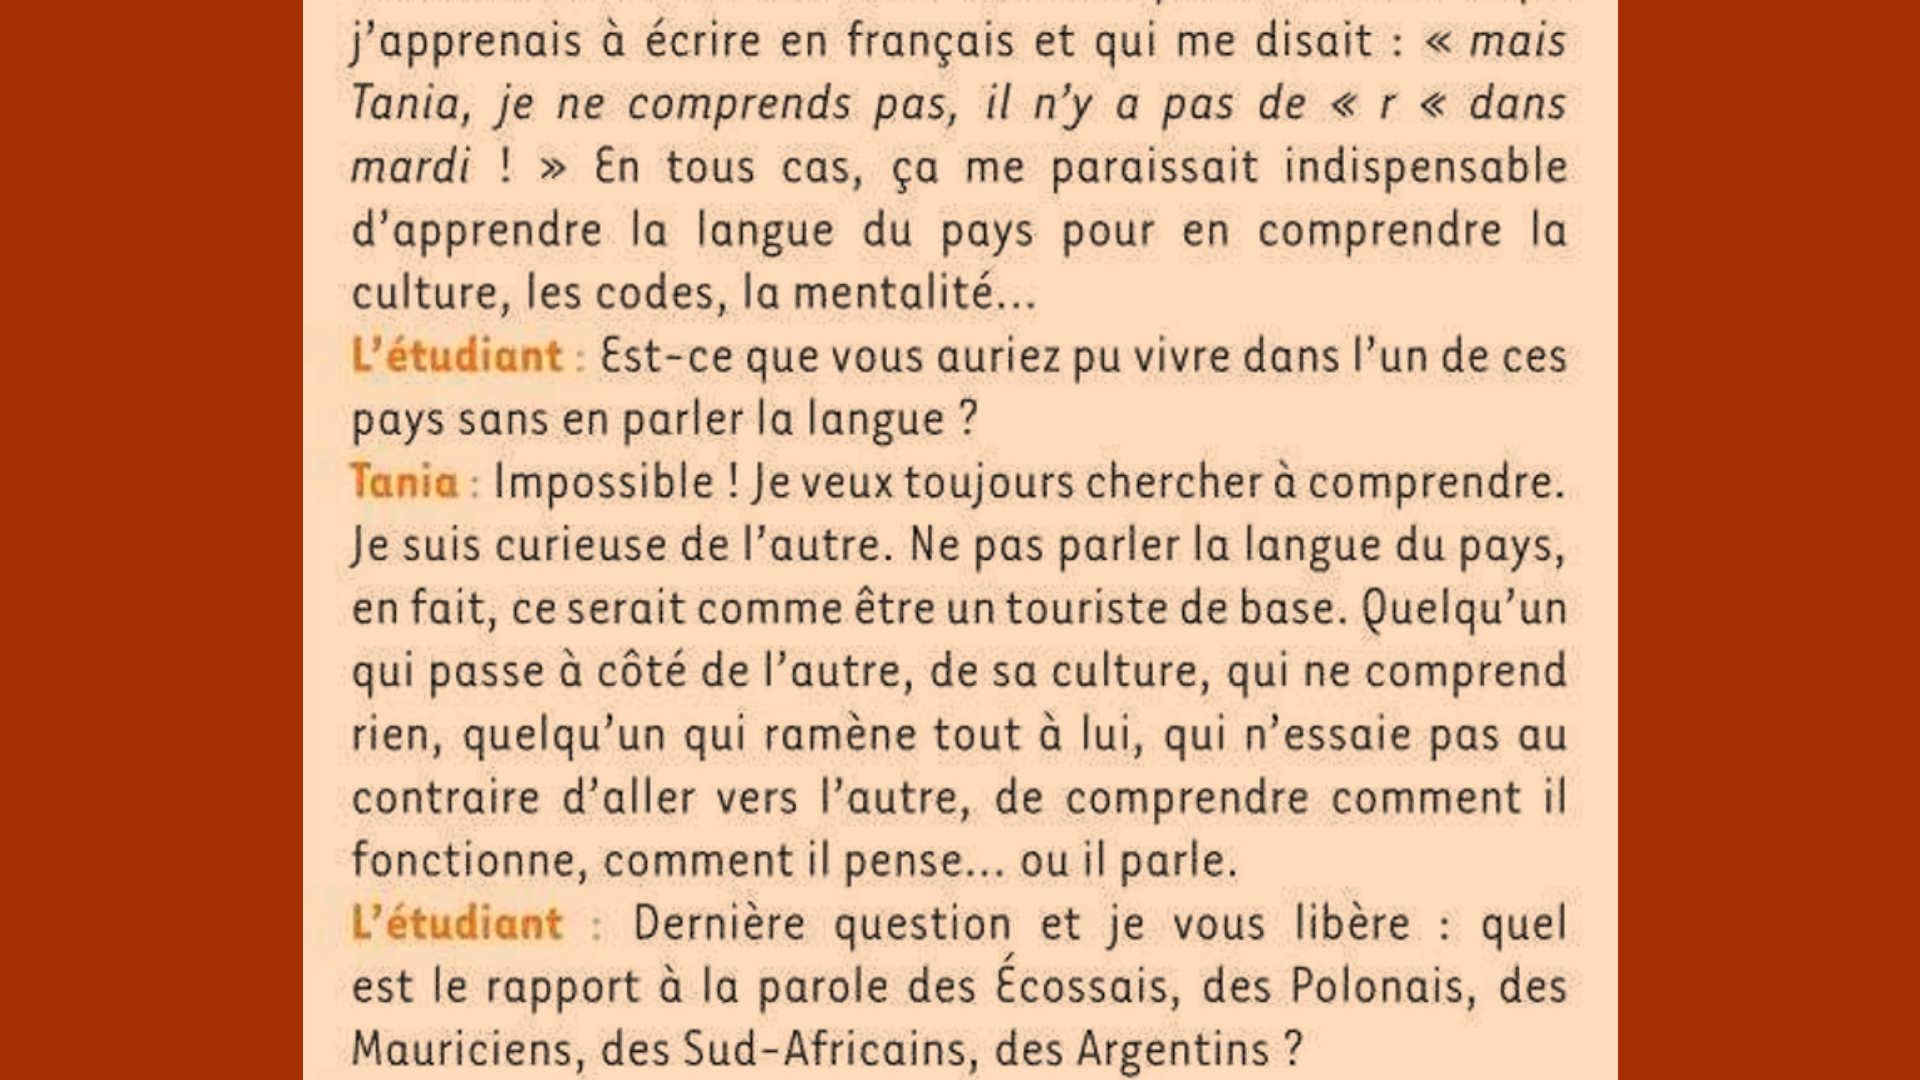 j'apprenais à écrire en français et qui me disait : « mais
Tania, je ne comprends pas, il n'y a pas de « r « dans
mardi ! » En tous cas, ça me paraissait indispensable
d'apprendre la langue du pays pour en comprendre la
culture, les codes, la mentalité...
L'étudiant : Est-ce que vous auriez pu vivre dans l'un de ces
pays sans en parler la langue ?
Tania : Impossible ! Je veux toujours chercher à comprendre.
Je suis curieuse de l'autre. Ne pas parler la langue du pays,
en fait, ce serait comme être un touriste de base. Quelqu'un
qui passe à côté de l'autre, de sa culture, qui ne comprend
rien, quelqu'un qui ramène tout à lui, qui n'essaie pas au
contraire d'aller vers l'autre, de comprendre comment il
fonctionne, comment il pense... ou il parle.
L'étudiant : Dernière question et je vous libère : quel
est le rapport à la parole des Écossais, des Polonais, des
Mauriciens, des Sud-Africains, des Argentins ?